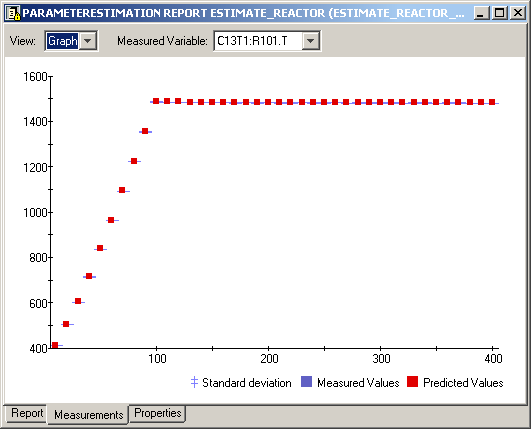 PARAMETERESTIMATION REPORT ESTIMATE_REACTOR (ESTIMATE_REACTOR_...
View: Graph Measured Variable: C13T1:R101.T
1600
1400
1200
1000
800
600
400
100 200 300 400
Standard deviation Measured Values Predicted Values
Report Measurements Properties